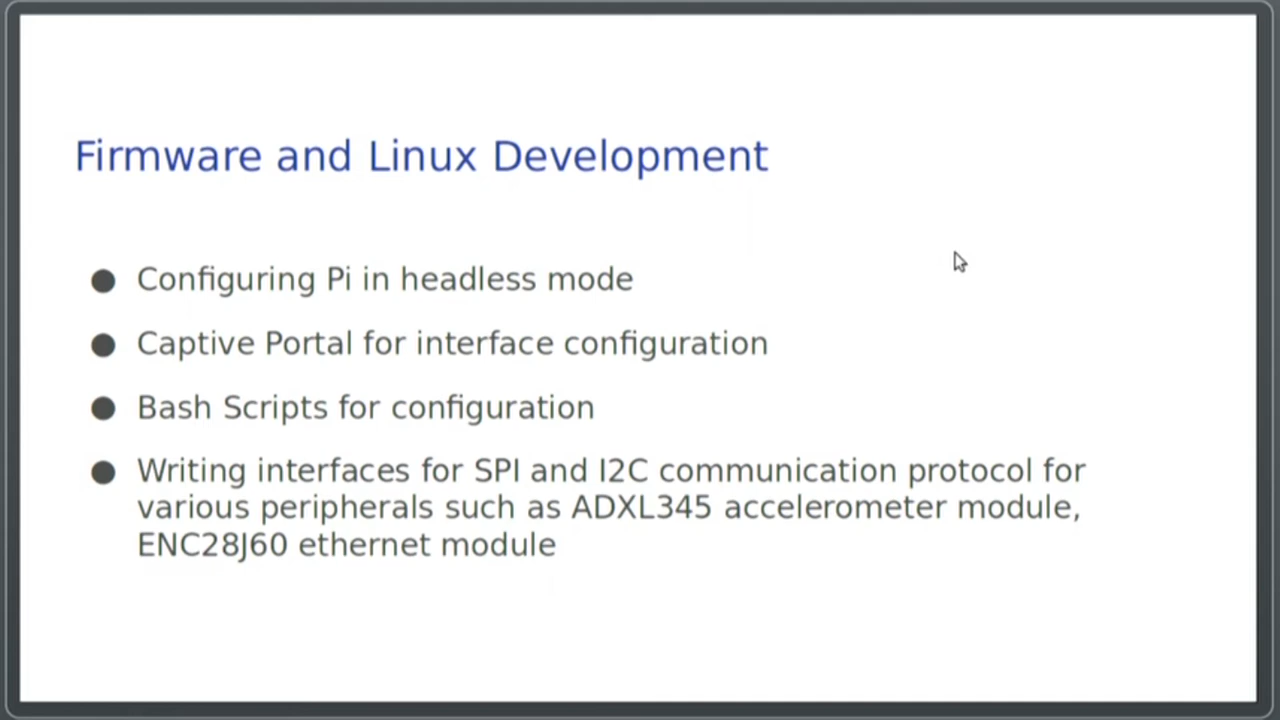 Firmware and Linux Development
● Configuring Pi in headless mode
● Captive Portal for interface configuration
● Bash Scripts for configuration
● Writing interfaces for SPI and I2C communication protocol for
various peripherals such as ADXL345 accelerometer module,
ENC28J60 ethernet module